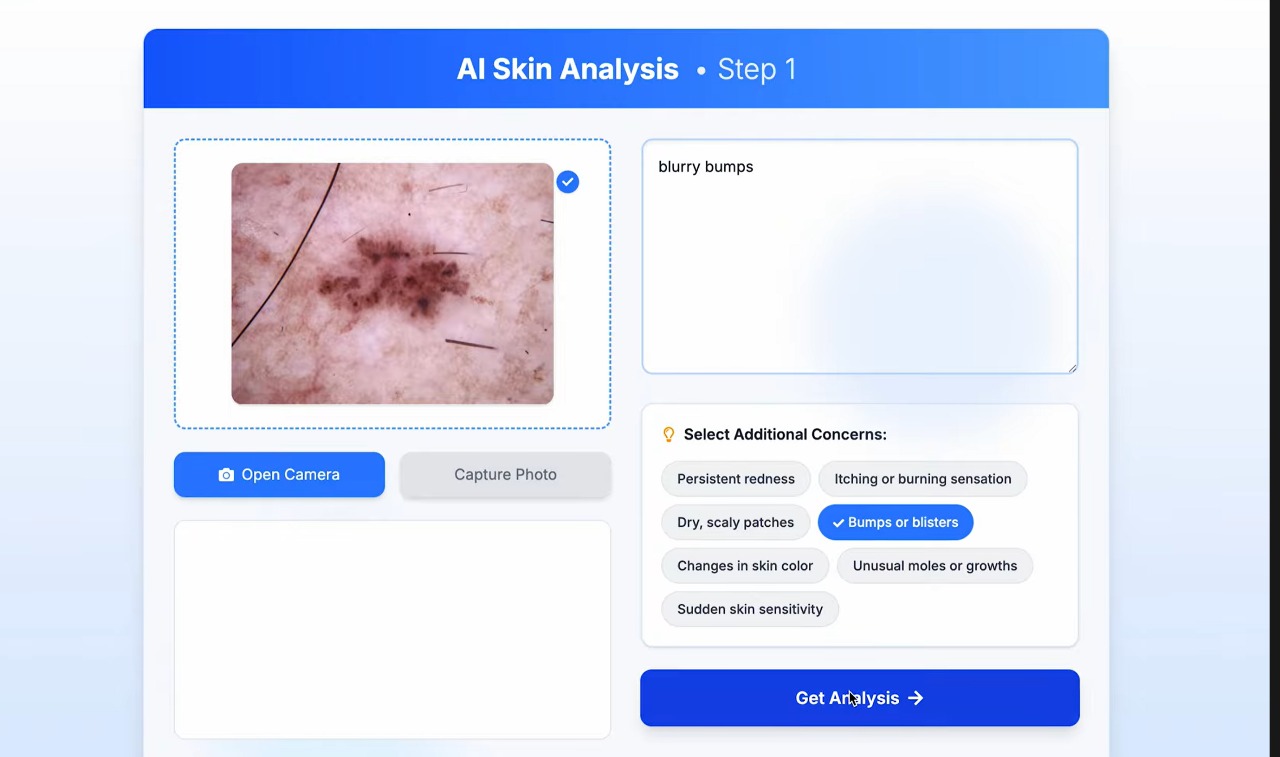 AI Skin Analysis • Step 1
blurry bumps
Open Camera
Capture Photo
Select Additional Concerns:
Persistent redness
Itching or burning sensation
Dry, scaly patches
Bumps or blisters
Changes in skin color
Unusual moles or growths
Sudden skin sensitivity
Get Analysis →